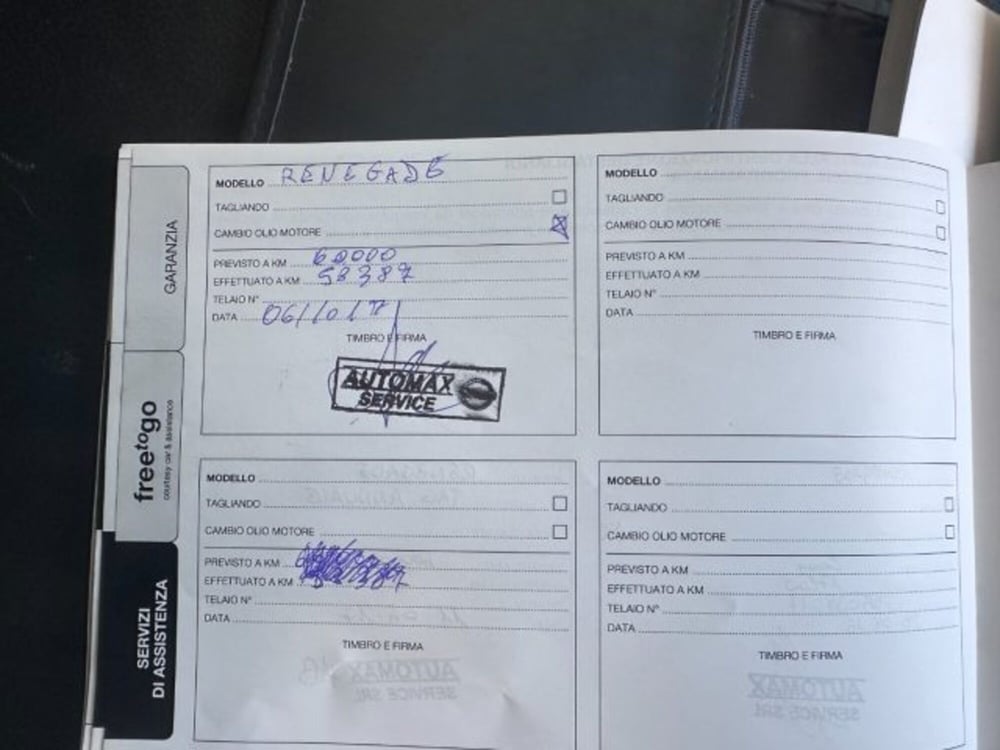 GARANZIA
freetogo
courtesy car & assistance
SERVIZI
DI ASSISTENZA
MODELLO RENEGADE
TAGLIANDO
CAMBIO OLIO MOTORE
PREVISTO A KM 60000
EFFETTUATO A KM 58387
TELAIO N°
DATA 06/10/17
TIMBRO E FIRMA
AUTOMAX
SERVICE
MODELLO
TAGLIANDO
CAMBIO OLIO MOTORE
PREVISTO A KM
EFFETTUATO A KM
TELAIO N°
DATA
TIMBRO E FIRMA
MODELLO
TAGLIANDO
CAMBIO OLIO MOTORE
PREVISTO A KM
EFFETTUATO A KM
TELAIO N°
DATA
TIMBRO E FIRMA
MODELLO
TAGLIANDO
CAMBIO OLIO MOTORE
PREVISTO A KM
EFFETTUATO A KM
TELAIO N°
DATA
TIMBRO E FIRMA